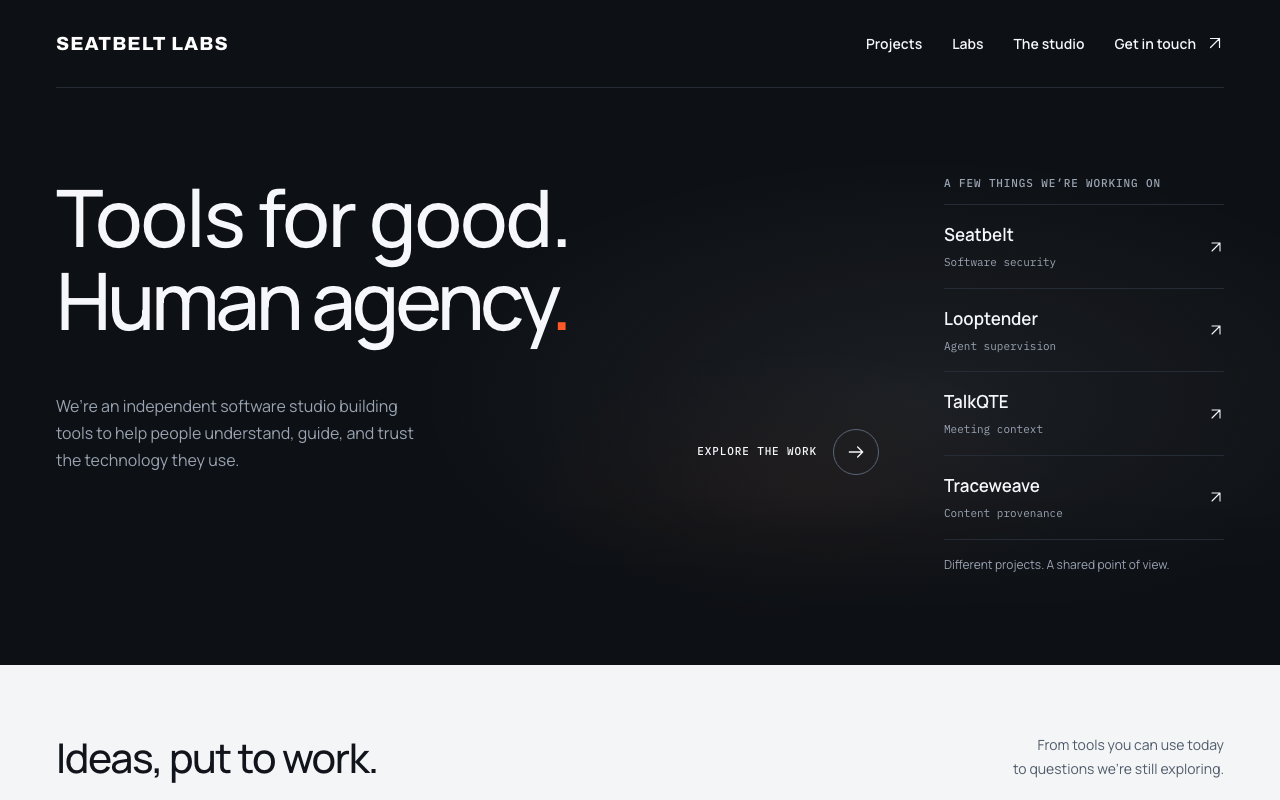 SEATBELT LABS
Projects
Labs
The studio
Get in touch
Tools for good.
Human agency.
We’re an independent software studio building
tools to help people understand, guide, and trust
the technology they use.
EXPLORE THE WORK
A FEW THINGS WE’RE WORKING ON
Seatbelt
Software security
Looptender
Agent supervision
TalkQTE
Meeting context
Traceweave
Content provenance
Different projects. A shared point of view.
Ideas, put to work.
From tools you can use today
to questions we’re still exploring.